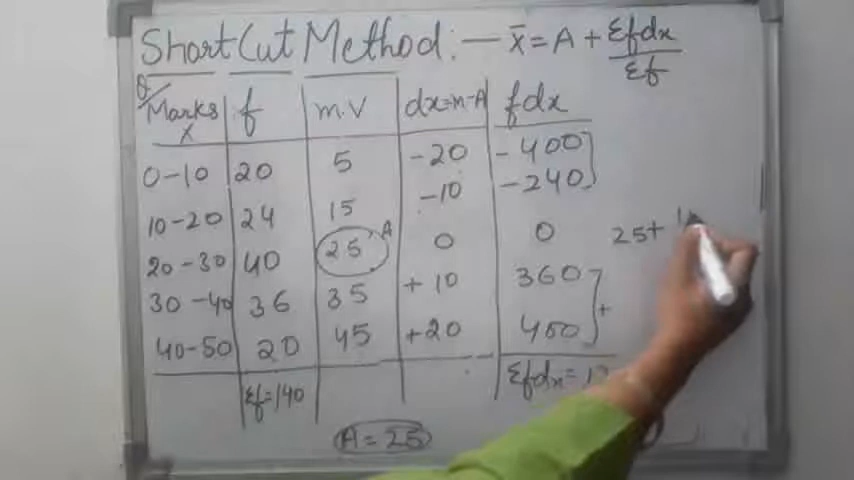 Short Cut Method:— x̄ = A + Σfdx/Σf
Q/
Marks X | f | m.V | dx=m-A | fdx
0-10 | 20 | 5 | -20 | -400
10-20 | 24 | 15 | -10 | -240
20-30 | 40 | 25 A | 0 | 0
30-40 | 36 | 35 | +10 | 360
40-50 | 20 | 45 | +20 | 400
+
25+
Σf=140 | Σfdx=12
A=25